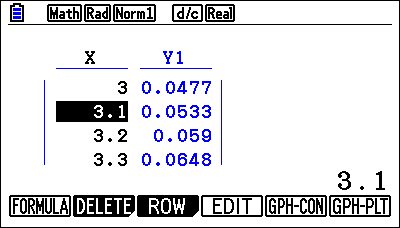 Math Rad Norm1 d/c Real
X Y1
3 0.0477
3.1 0.0533
3.2 0.059
3.3 0.0648
3.1
FORMULA DELETE ROW EDIT GPH-CON GPH-PLT